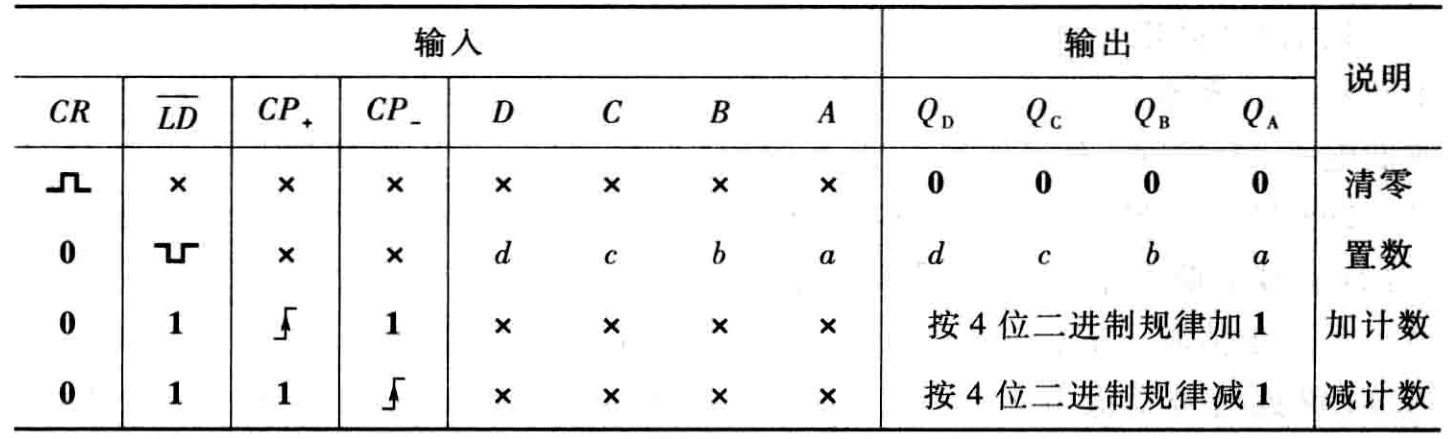 输入 输出 说明
CR \overline{LD} CP₊ CP₋ D C B A Q_D Q_C Q_B Q_A
× × × × × × × 0 0 0 0 清零
0 × × d c b a d c b a 置数
0 1 1 × × × × 按4位二进制规律加1 加计数
0 1 1 × × × × 按4位二进制规律减1 减计数